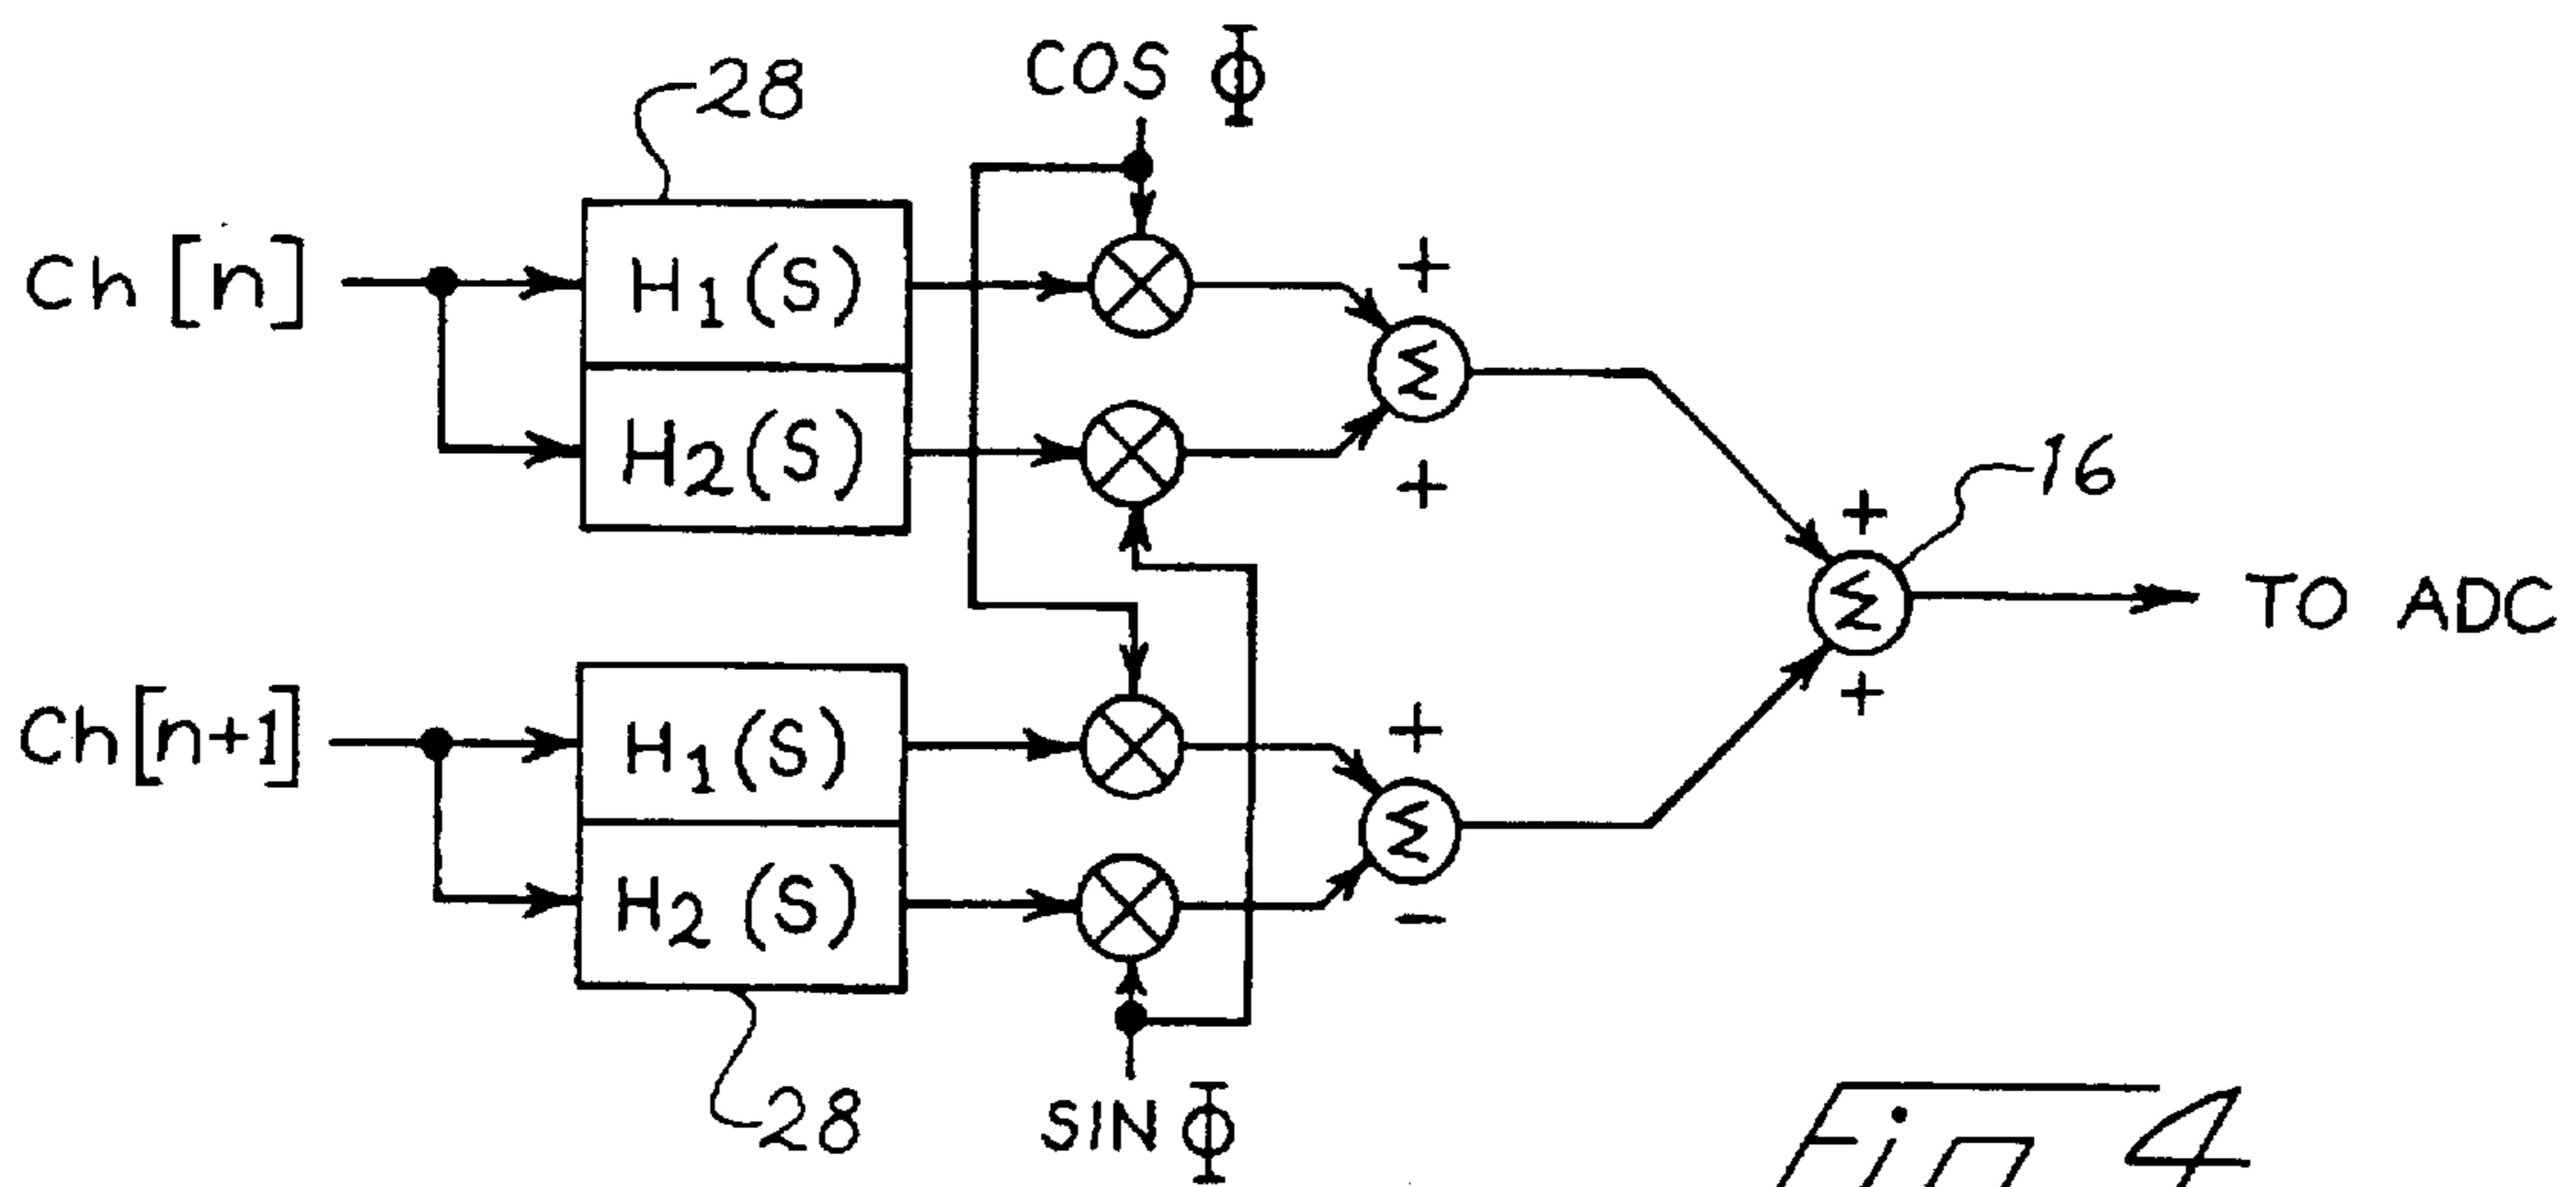 28
COS Φ
Ch [n]
H1(S)
+
Σ
H2(S)
+
16
+
Σ
TO ADC
+
Ch[n+1]
H1(S)
+
Σ
H2 (S)
−
28
SIN Φ
Fig 4